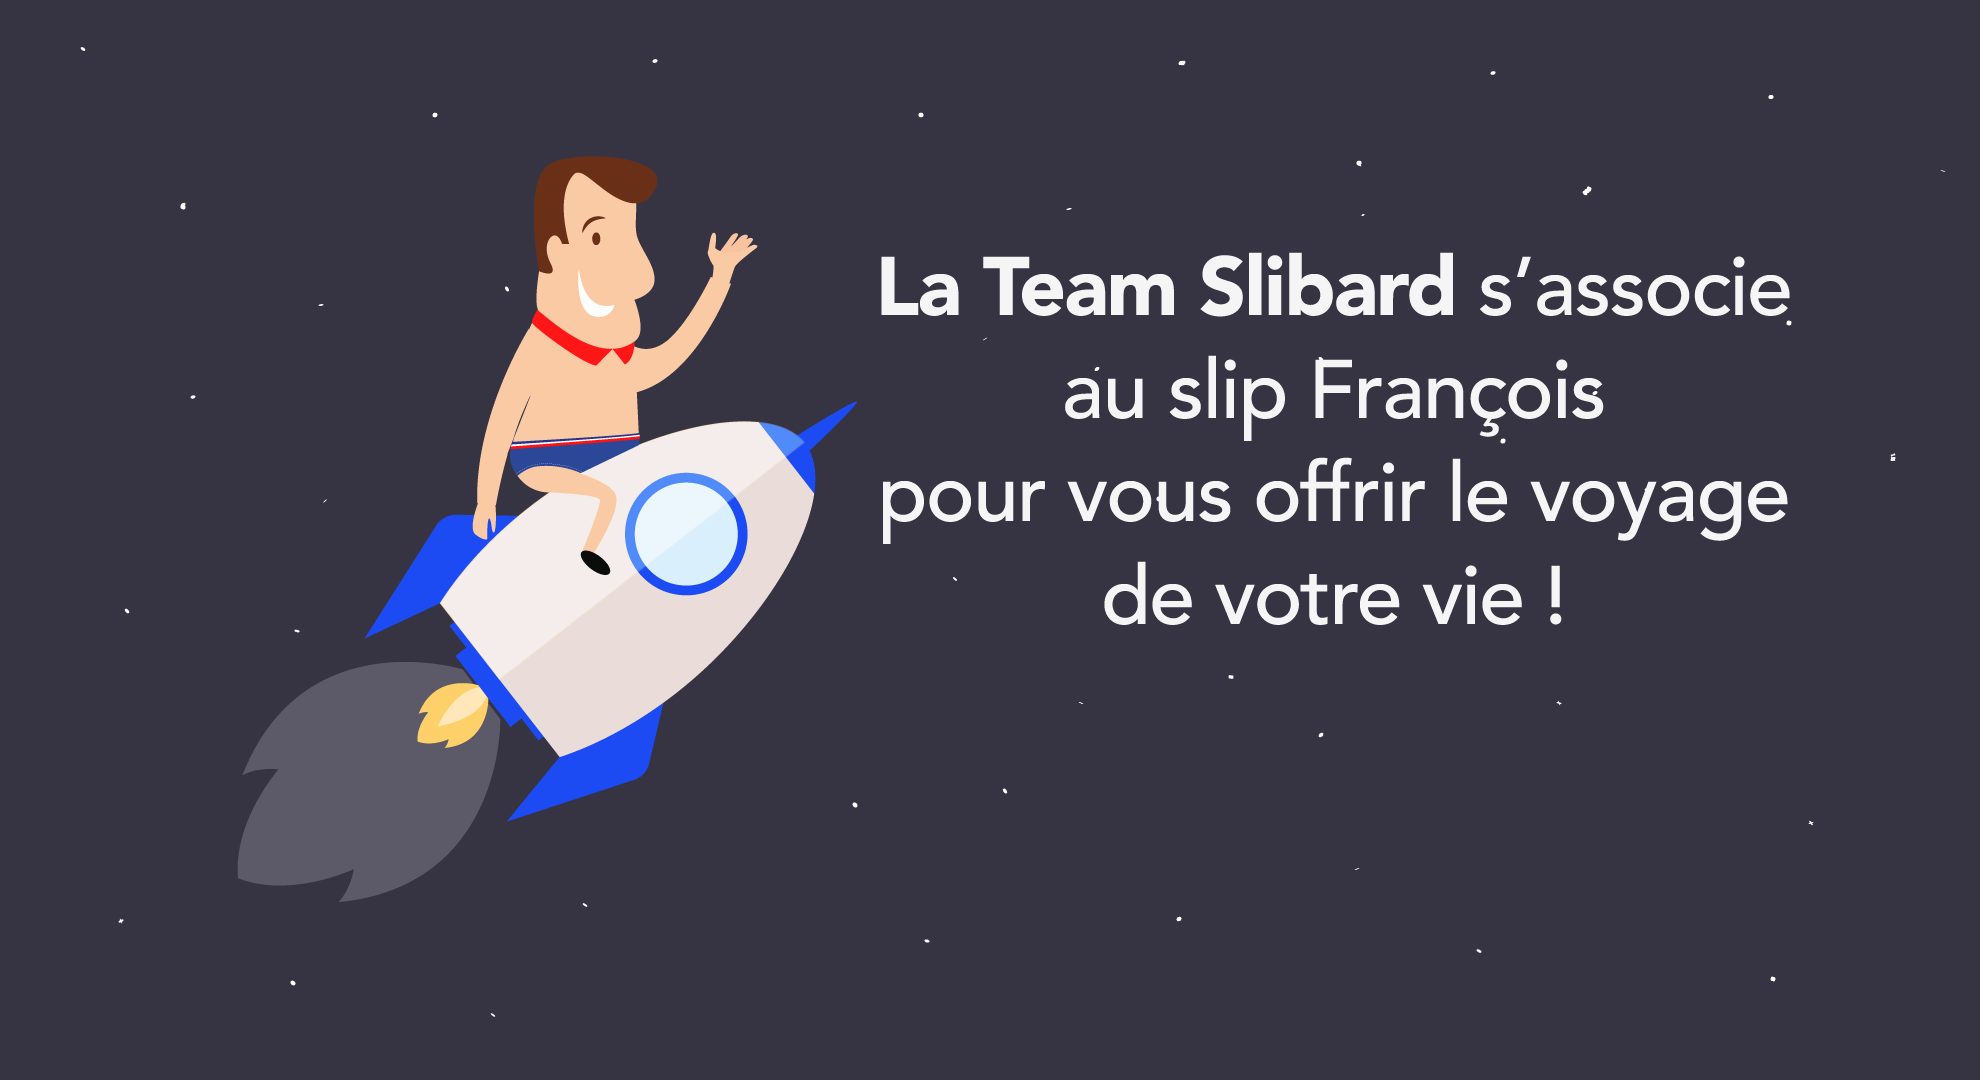 La Team Slibard s’associe
au slip François
pour vous offrir le voyage
de votre vie !